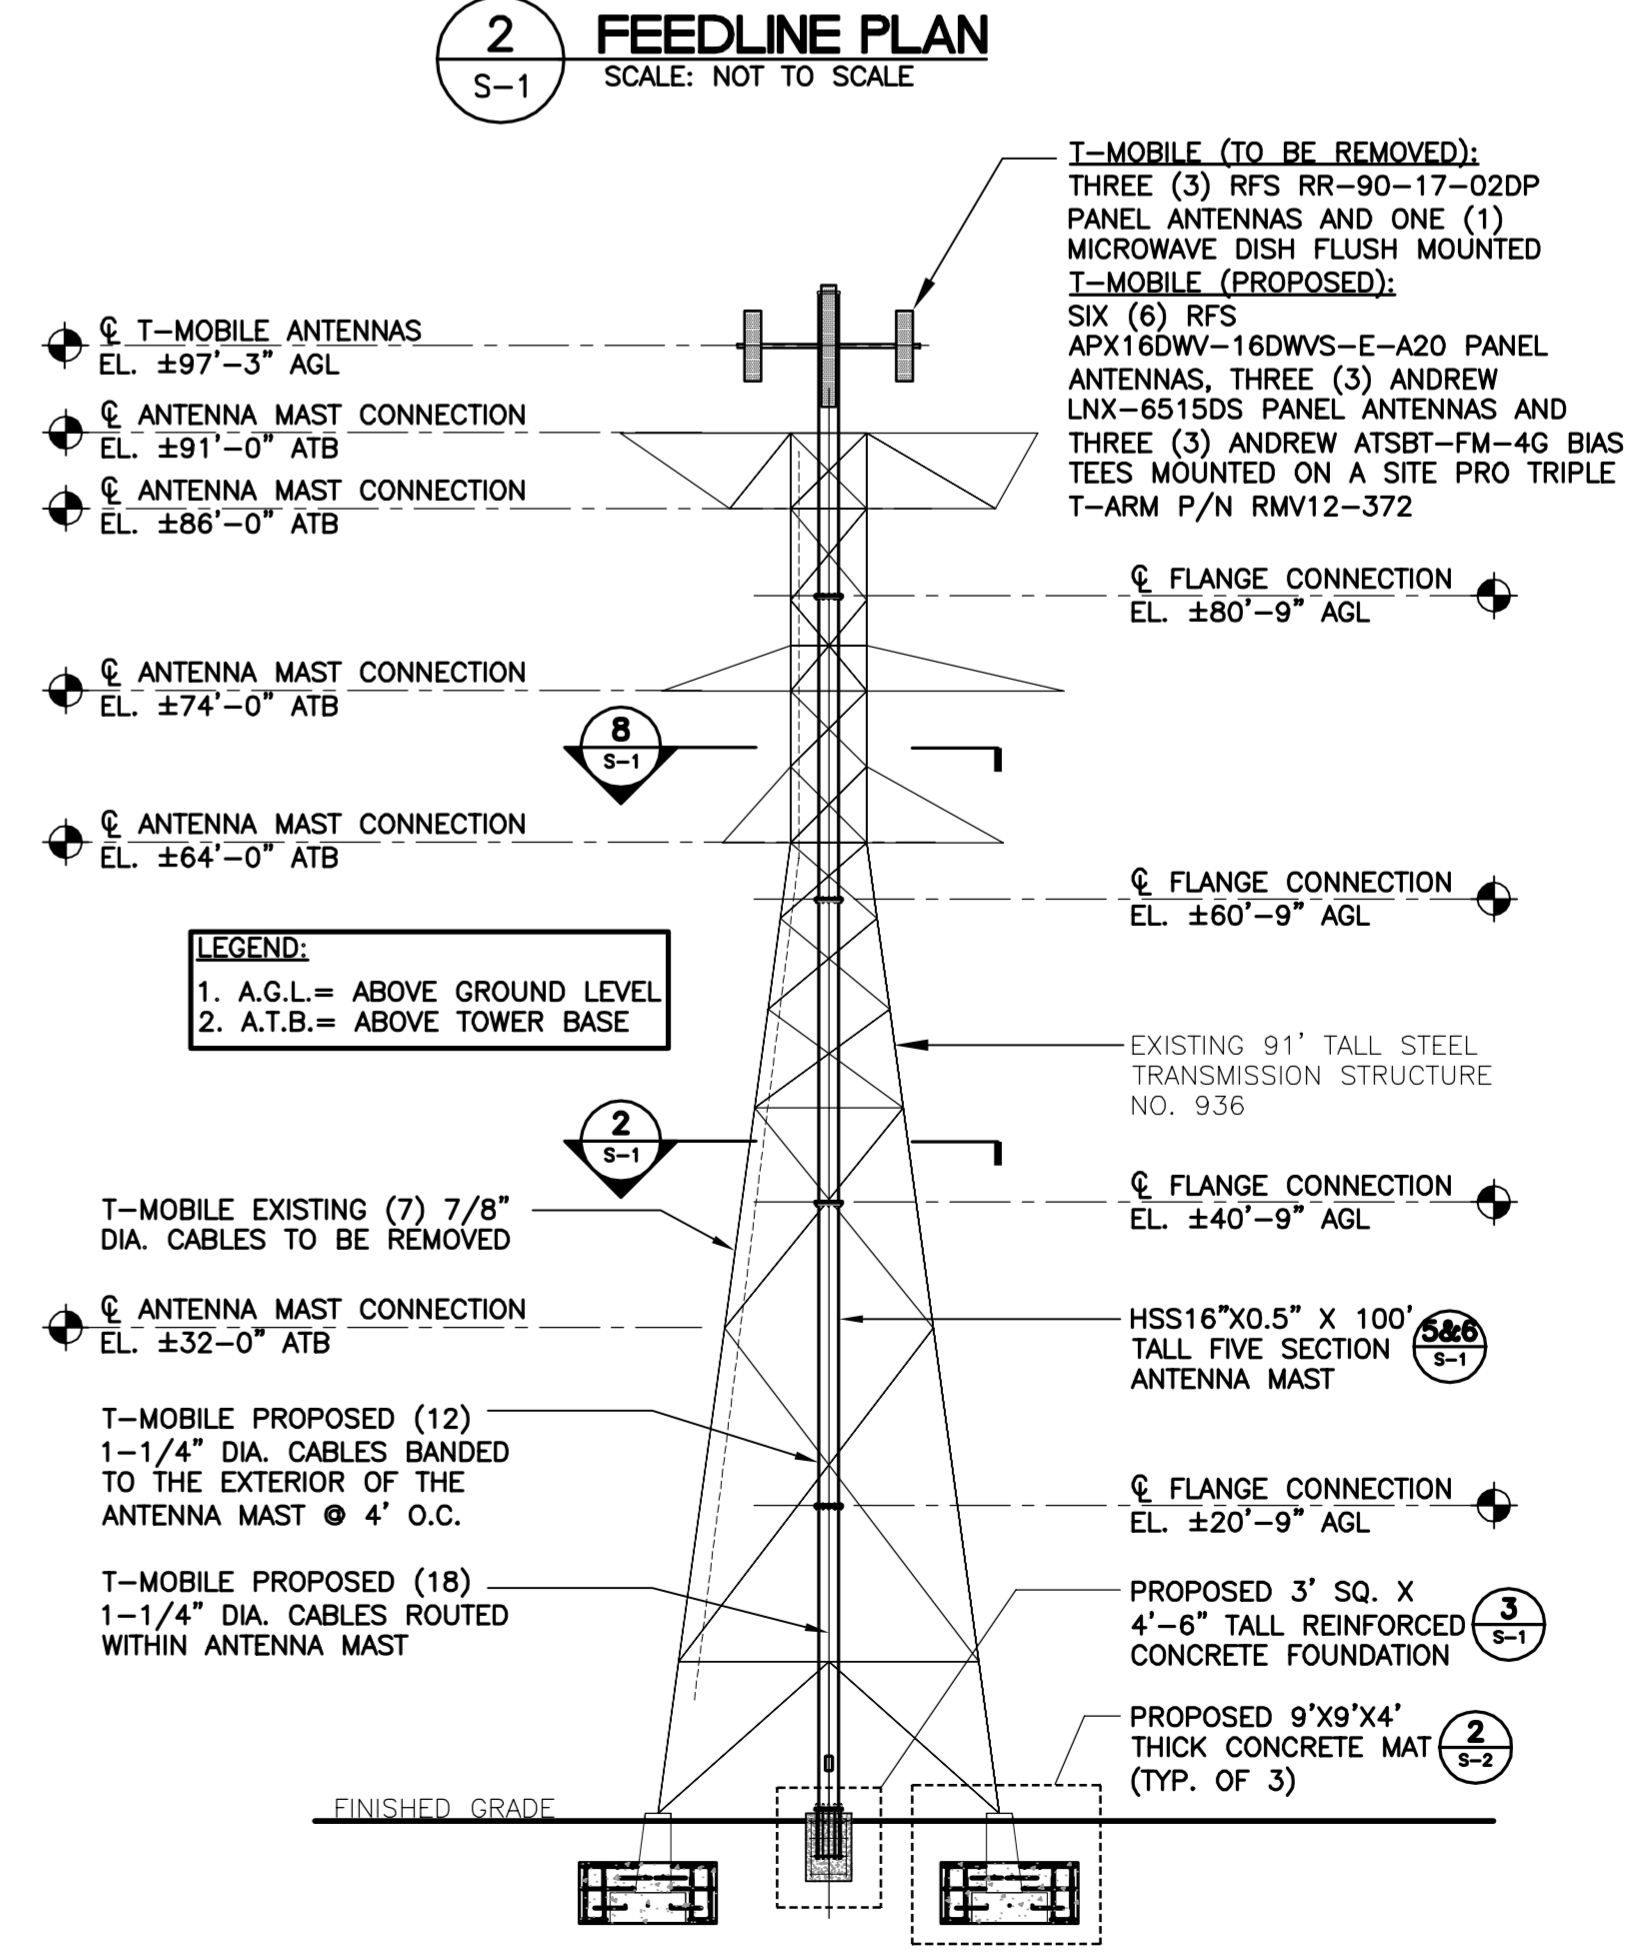 2
S-1
FEEDLINE PLAN
SCALE: NOT TO SCALE
T-MOBILE (TO BE REMOVED):
THREE (3) RFS RR-90-17-02DP
PANEL ANTENNAS AND ONE (1)
MICROWAVE DISH FLUSH MOUNTED
T-MOBILE (PROPOSED):
SIX (6) RFS
APX16DWV-16DWVS-E-A20 PANEL
ANTENNAS, THREE (3) ANDREW
LNX-6515DS PANEL ANTENNAS AND
THREE (3) ANDREW ATSBT-FM-4G BIAS
TEES MOUNTED ON A SITE PRO TRIPLE
T-ARM P/N RMV12-372
℄ T-MOBILE ANTENNAS
EL. ±97'-3" AGL
℄ ANTENNA MAST CONNECTION
EL. ±91'-0" ATB
℄ ANTENNA MAST CONNECTION
EL. ±86'-0" ATB
℄ FLANGE CONNECTION
EL. ±80'-9" AGL
℄ ANTENNA MAST CONNECTION
EL. ±74'-0" ATB
8
S-1
℄ ANTENNA MAST CONNECTION
EL. ±64'-0" ATB
℄ FLANGE CONNECTION
EL. ±60'-9" AGL
LEGEND:
1. A.G.L.= ABOVE GROUND LEVEL
2. A.T.B.= ABOVE TOWER BASE
EXISTING 91' TALL STEEL
TRANSMISSION STRUCTURE
NO. 936
2
S-1
℄ FLANGE CONNECTION
EL. ±40'-9" AGL
T-MOBILE EXISTING (7) 7/8"
DIA. CABLES TO BE REMOVED
℄ ANTENNA MAST CONNECTION
EL. ±32-0" ATB
HSS16"X0.5" X 100'
TALL FIVE SECTION
ANTENNA MAST
5&6
S-1
T-MOBILE PROPOSED (12)
1-1/4" DIA. CABLES BANDED
TO THE EXTERIOR OF THE
ANTENNA MAST @ 4' O.C.
℄ FLANGE CONNECTION
EL. ±20'-9" AGL
T-MOBILE PROPOSED (18)
1-1/4" DIA. CABLES ROUTED
WITHIN ANTENNA MAST
PROPOSED 3' SQ. X
4'-6" TALL REINFORCED
CONCRETE FOUNDATION
3
S-1
PROPOSED 9'X9'X4'
THICK CONCRETE MAT
(TYP. OF 3)
2
S-2
FINISHED GRADE